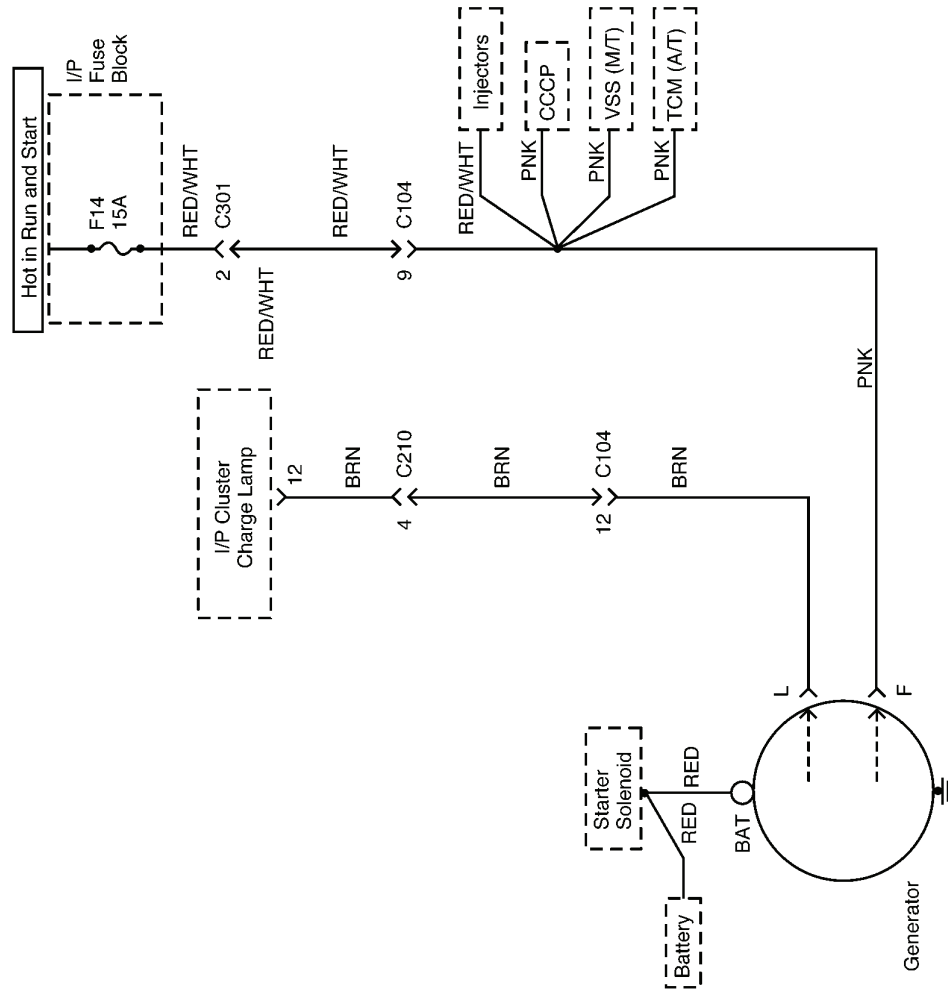 Hot in Run and Start
I/P
Fuse
Block
F14
15A
RED/WHT
C301
2
RED/WHT
RED/WHT
C104
9
RED/WHT
PNK
PNK
PNK
Injectors
CCCP
VSS (M/T)
TCM (A/T)
PNK
I/P Cluster
Charge Lamp
12
BRN
C210
4
BRN
C104
12
BRN
L
F
Starter
Solenoid
RED
RED
BAT
Battery
Generator